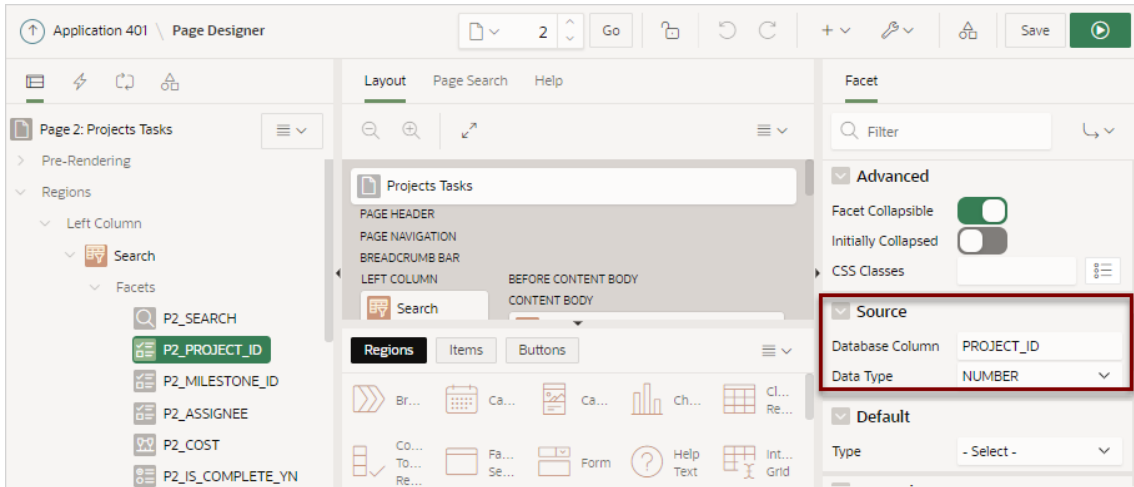 Application 401 \ Page Designer
2
Go
Save
Layout
Page Search
Help
Facet
Page 2: Projects Tasks
Filter
Pre-Rendering
Regions
Left Column
Search
Facets
P2_SEARCH
P2_PROJECT_ID
P2_MILESTONE_ID
P2_ASSIGNEE
P2_COST
P2_IS_COMPLETE_YN
Projects Tasks
PAGE HEADER
PAGE NAVIGATION
BREADCRUMB BAR
LEFT COLUMN
BEFORE CONTENT BODY
CONTENT BODY
Search
Regions
Items
Buttons
Br...
Ca...
Ca...
Ch...
Cl...
Re...
Co...
To...
Re...
Fa...
Se...
Form
Help
Text
Int...
Grid
Advanced
Facet Collapsible
Initially Collapsed
CSS Classes
Source
Database Column PROJECT_ID
Data Type NUMBER
Default
Type - Select -